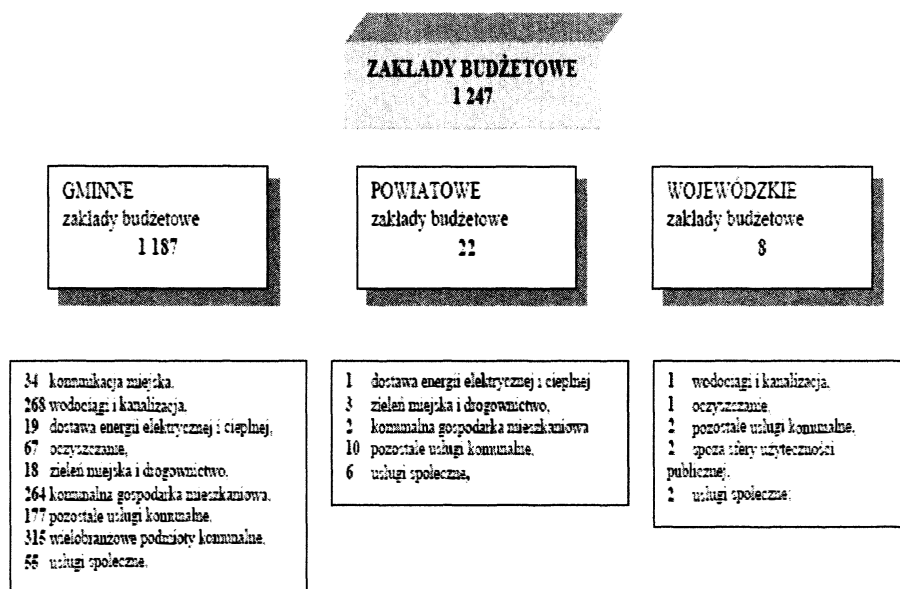 ZAKŁADY BUDŻETOWE
1 247
GMINNE
zakłady budżetowe
1 187
POWIATOWE
zakłady budżetowe
22
WOJEWÓDZKIE
zakłady budżetowe
8
34 komunikacja miejska,
268 wodociągi i kanalizacja,
19 dostawa energii elektrycznej i cieplnej,
67 oczyszczanie,
18 zieleń miejska i drogownictwo,
264 komunalna gospodarka mieszkaniowa,
177 pozostałe usługi komunalne,
315 wielobranżowe podmioty komunalne,
55 usługi społeczne,
1 dostawa energii elektrycznej i cieplnej
3 zieleń miejska i drogownictwo,
2 komunalna gospodarka mieszkaniowa
10 pozostałe usługi komunalne,
6 usługi społeczne,
1 wodociągi i kanalizacja,
1 oczyszczanie,
2 pozostałe usługi komunalne,
2 spoza sfery użyteczności
publicznej,
2 usługi społeczne;